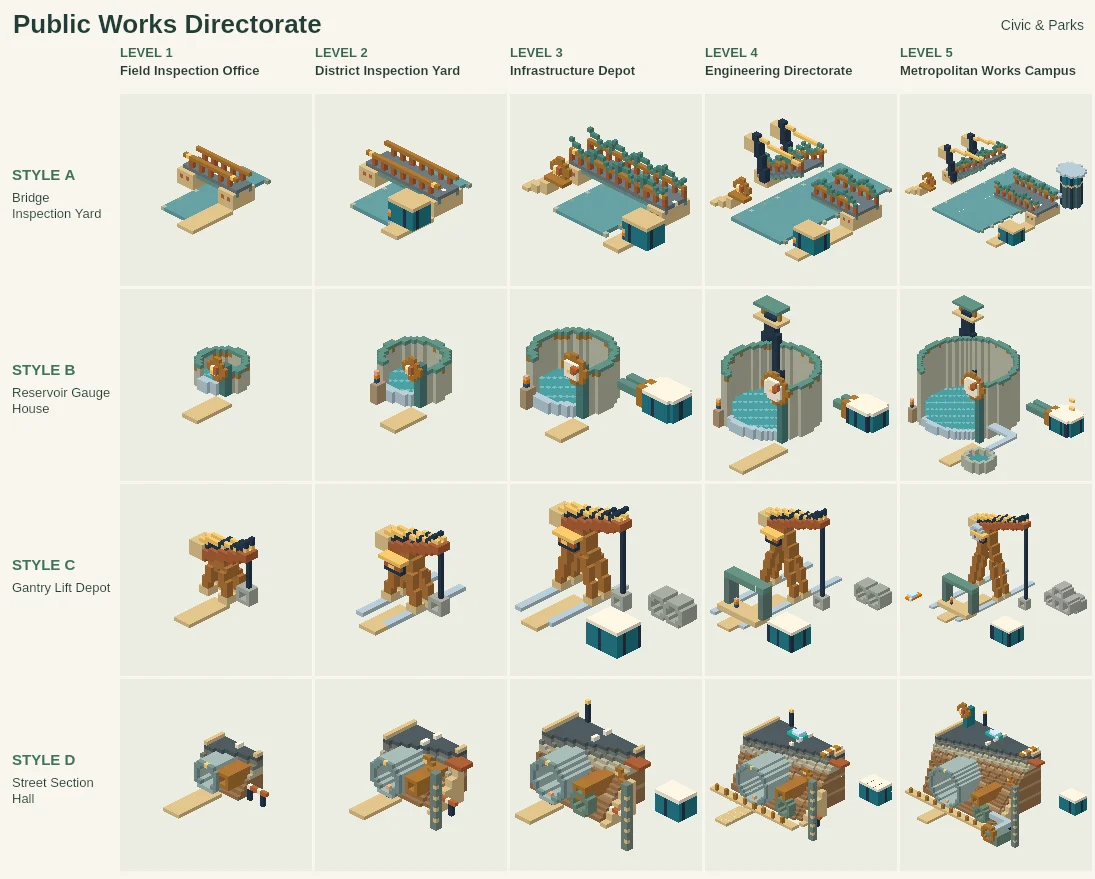 Public Works Directorate
Civic & Parks
LEVEL 1
Field Inspection Office
LEVEL 2
District Inspection Yard
LEVEL 3
Infrastructure Depot
LEVEL 4
Engineering Directorate
LEVEL 5
Metropolitan Works Campus
STYLE A
Bridge
Inspection Yard
STYLE B
Reservoir Gauge
House
STYLE C
Gantry Lift Depot
STYLE D
Street Section
Hall